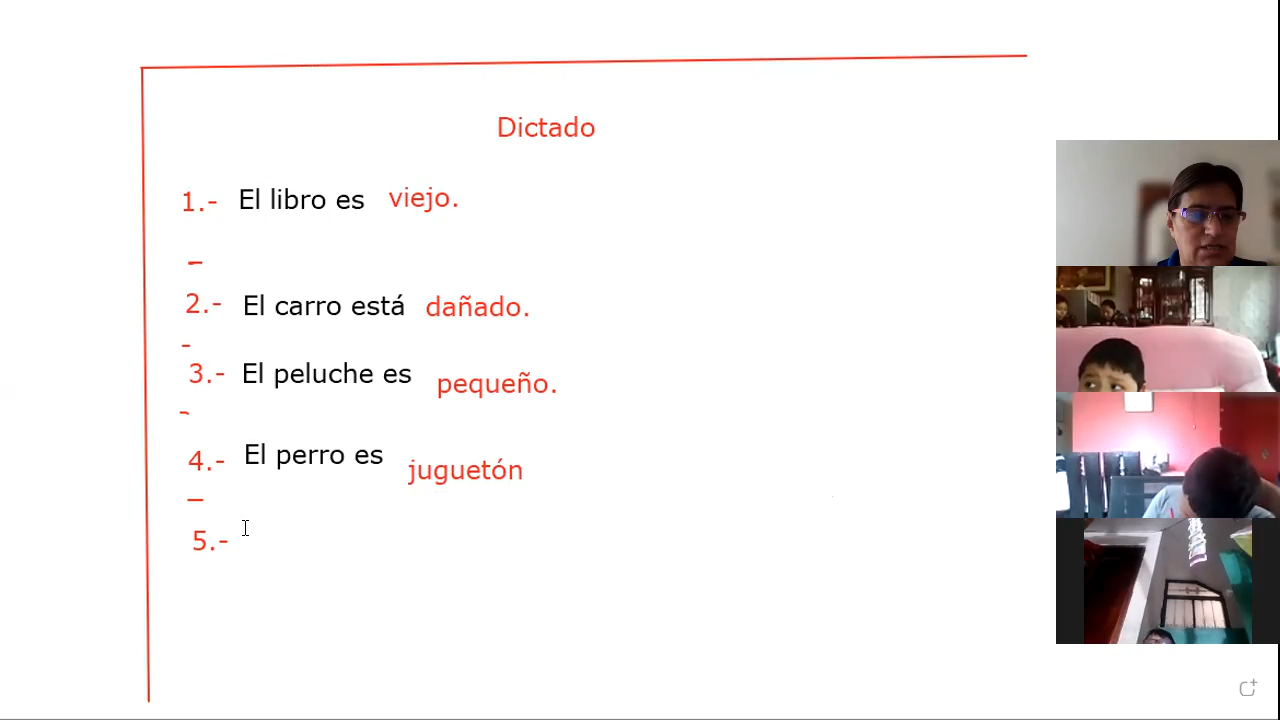 Dictado
1.- El libro es viejo.
2.- El carro está dañado.
3.- El peluche es pequeño.
4.- El perro es juguetón
5.-